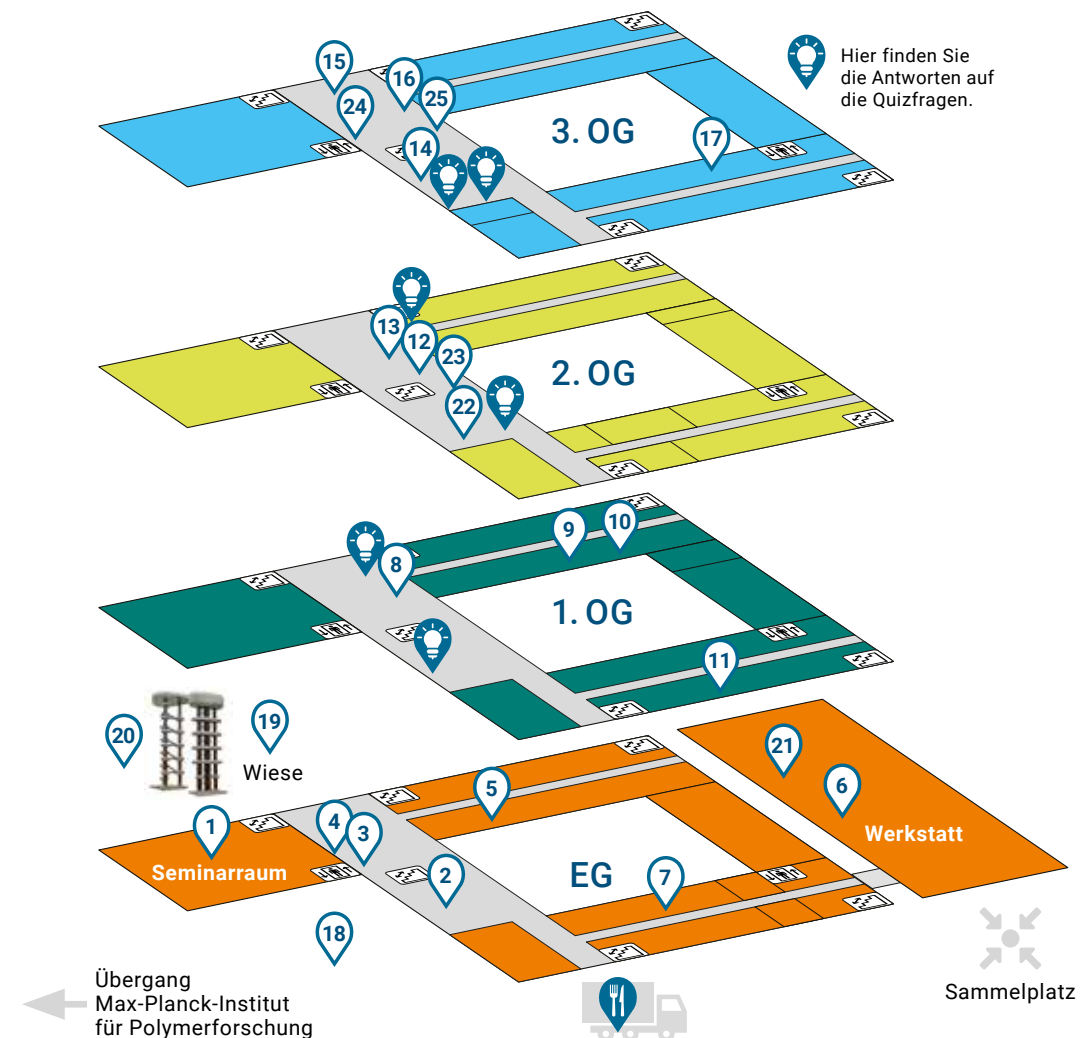 15
16
24
25
14
3. OG
17
Hier finden Sie
die Antworten auf
die Quizfragen.
13
12
23
22
2. OG
8
9
10
1. OG
11
20
19
Wiese
1
Seminarraum
4
3
5
2
EG
7
21
6
Werkstatt
18
Übergang
Max-Planck-Institut
für Polymerforschung
Sammelplatz